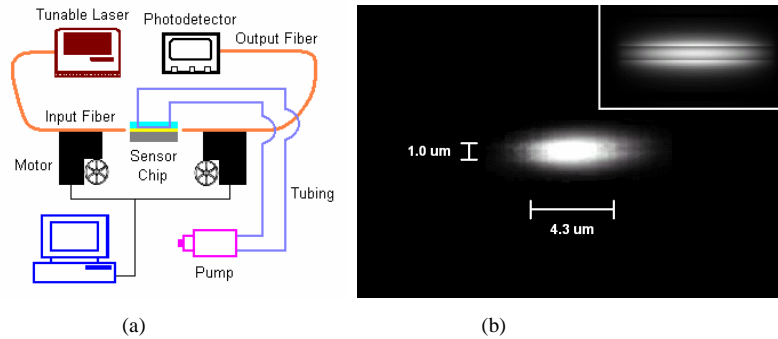 Tunable Laser
Photodetector
Output Fiber
Input Fiber
Motor
Sensor
Chip
Tubing
Pump
1.0 um
4.3 um
(a)
(b)